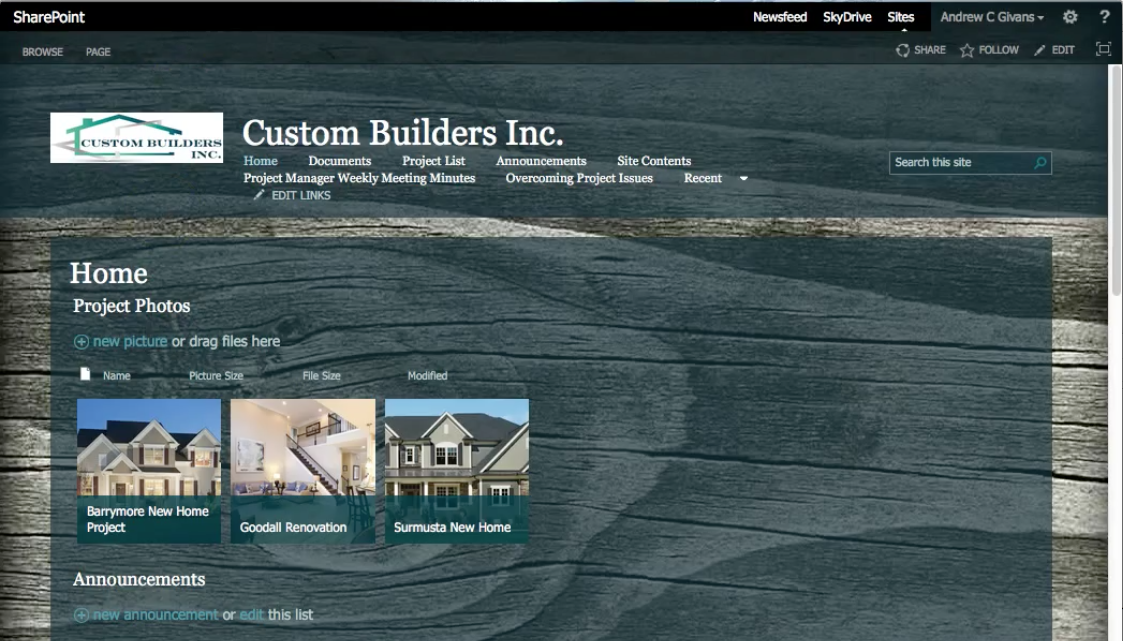 SharePoint
Newsfeed SkyDrive Sites Andrew C Givans ?
BROWSE PAGE
SHARE FOLLOW EDIT
CUSTOM BUILDERS
INC.
Custom Builders Inc.
Home Documents Project List Announcements Site Contents
Project Manager Weekly Meeting Minutes Overcoming Project Issues Recent
EDIT LINKS
Search this site
Home
Project Photos
new picture or drag files here
Name Picture Size File Size Modified
Barrymore New Home
Project
Goodall Renovation
Surmusta New Home
Announcements
new announcement or edit this list